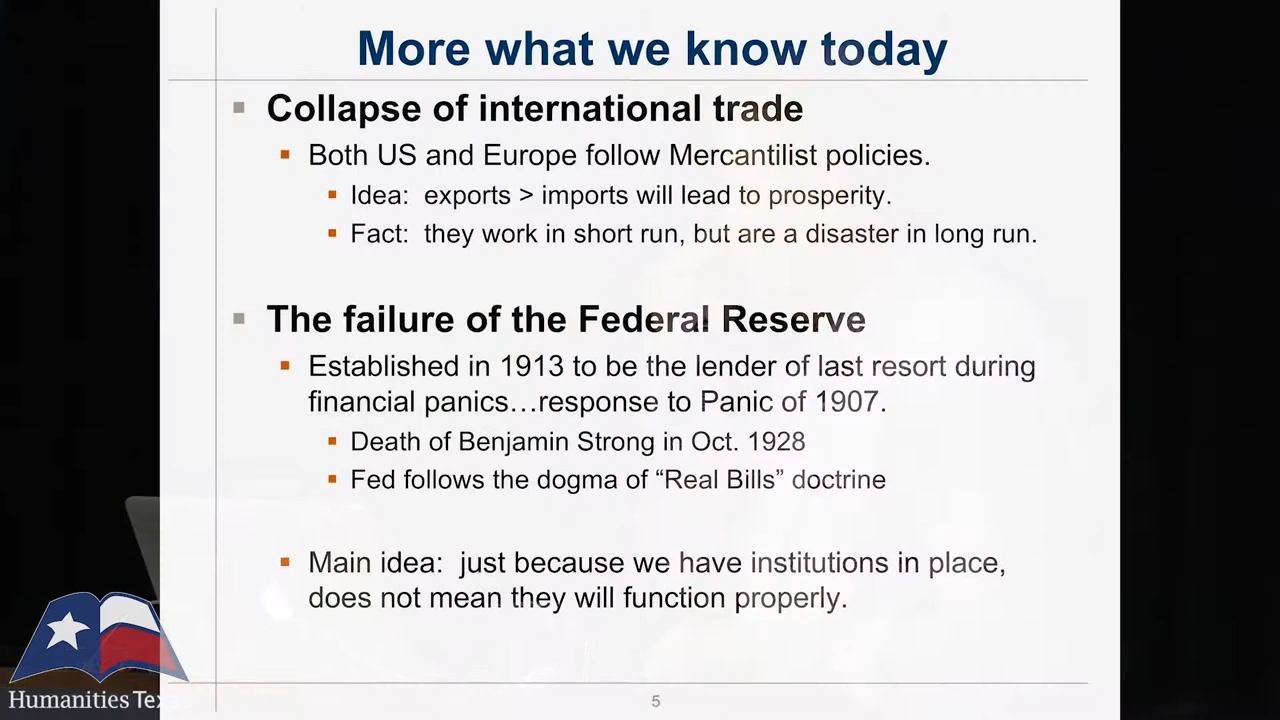 More what we know today
Collapse of international trade
Both US and Europe follow Mercantilist policies.
Idea: exports > imports will lead to prosperity.
Fact: they work in short run, but are a disaster in long run.
The failure of the Federal Reserve
Established in 1913 to be the lender of last resort during
financial panics…response to Panic of 1907.
Death of Benjamin Strong in Oct. 1928
Fed follows the dogma of “Real Bills” doctrine
Main idea: just because we have institutions in place,
does not mean they will function properly.
Humanities
5